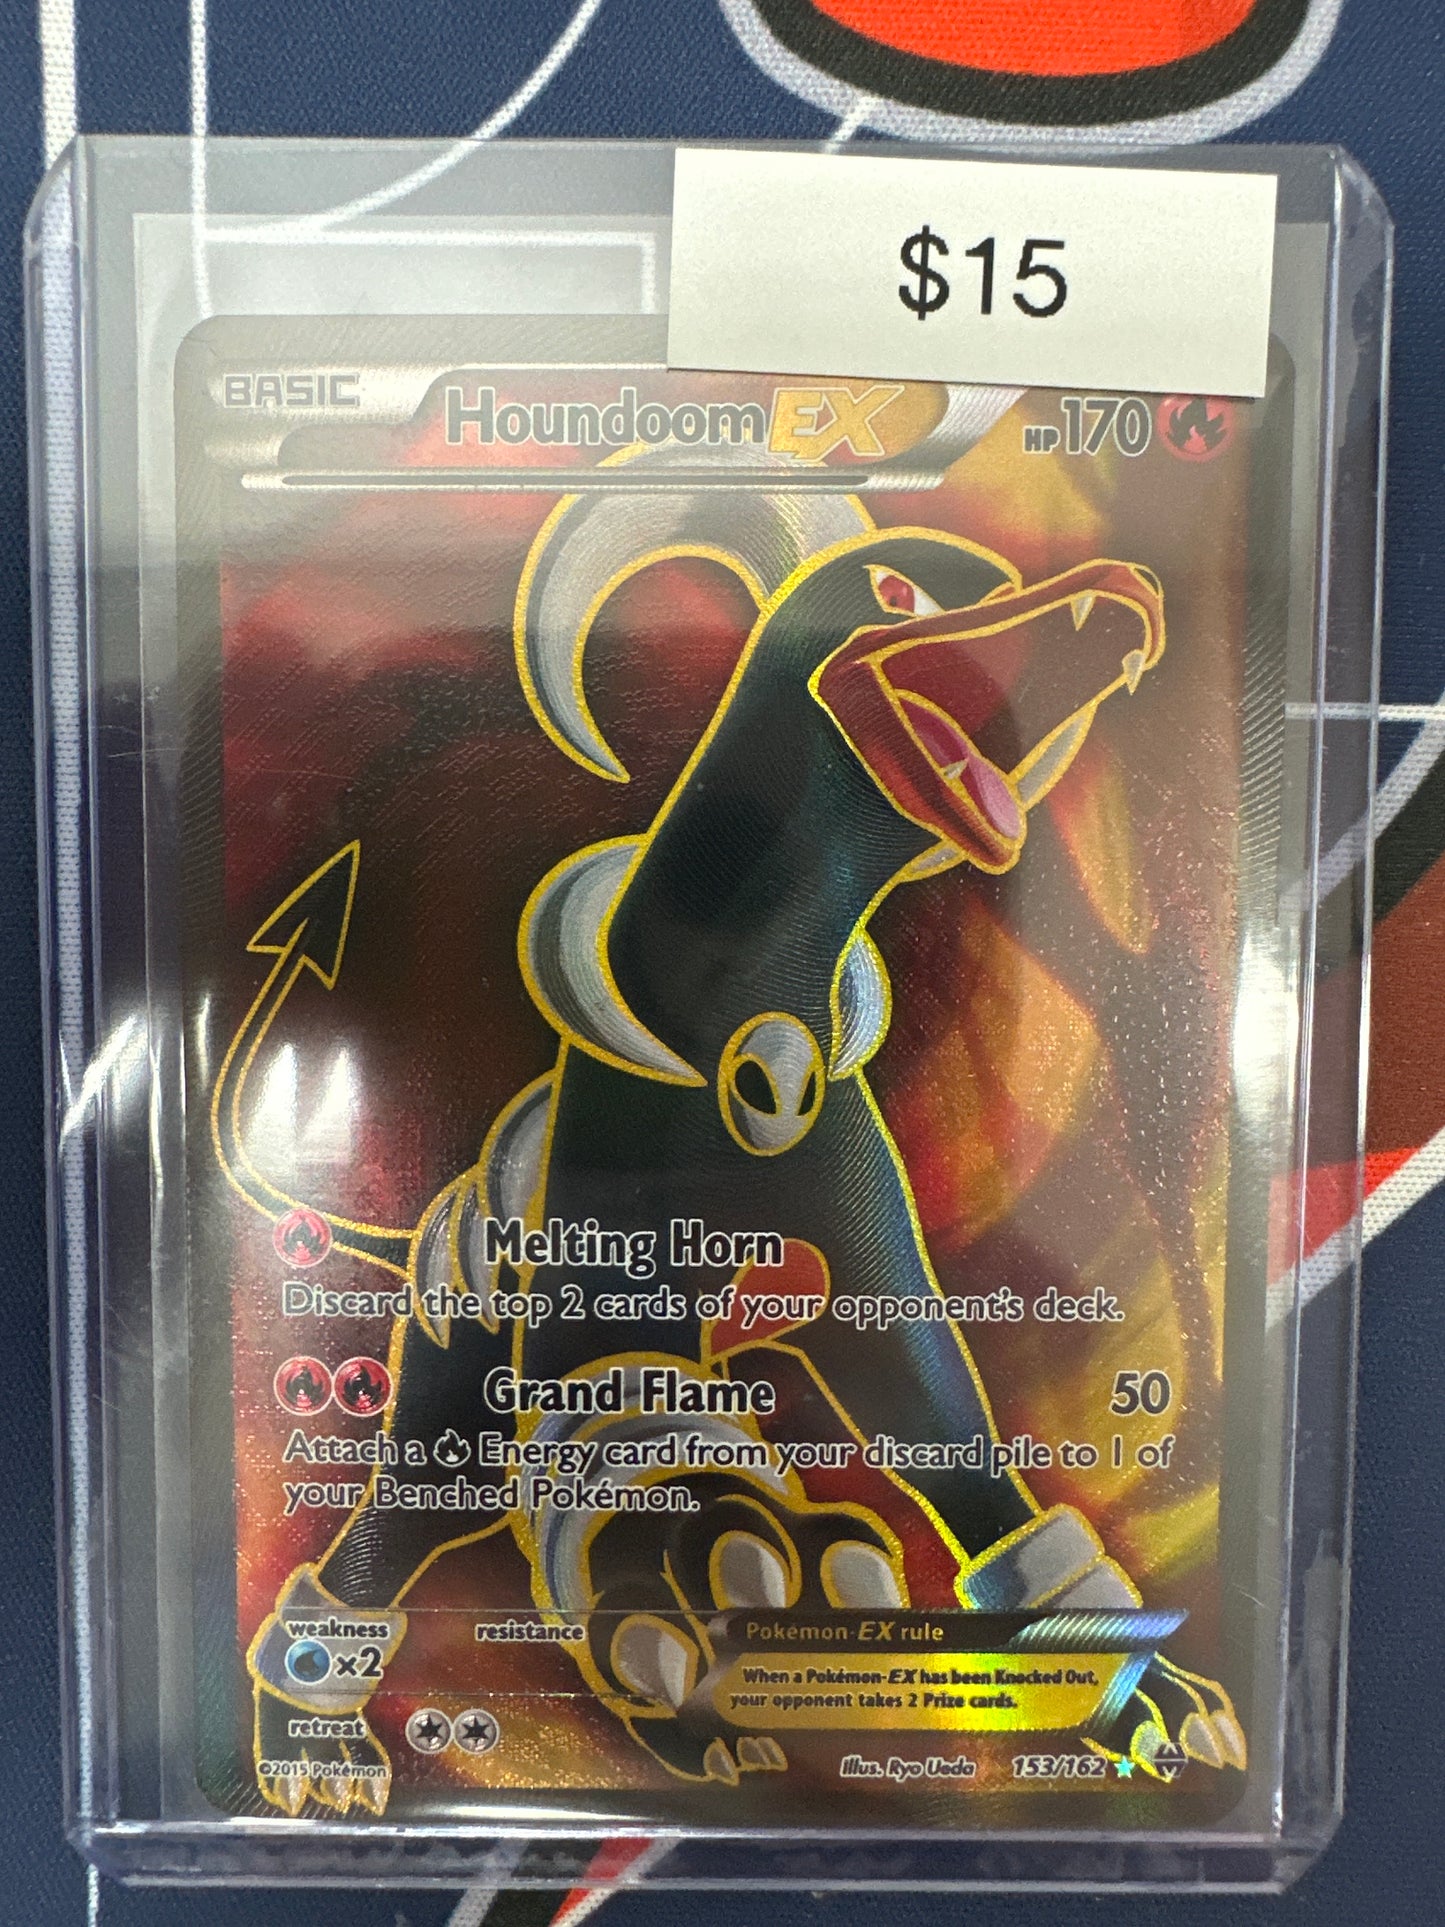 $15
BASIC
HoundoomEX
HP170
Melting Horn
Discard the top 2 cards of your opponent's deck.
Grand Flame 50
Attach a Energy card from your discard pile to 1 of
your Benched Pokémon.
weakness
×2
resistance
Pokémon-EX rule
When a Pokémon-EX has been Knocked Out,
your opponent takes 2 Prize cards.
retreat
©2015 Pokémon
Illus. Ryo Ueda 153/162